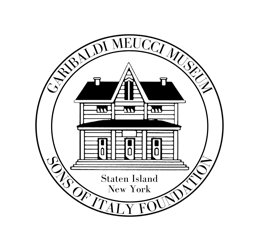 GARIBALDI MEUCCI MUSEUM
Staten Island
New York
SONS OF ITALY FOUNDATION